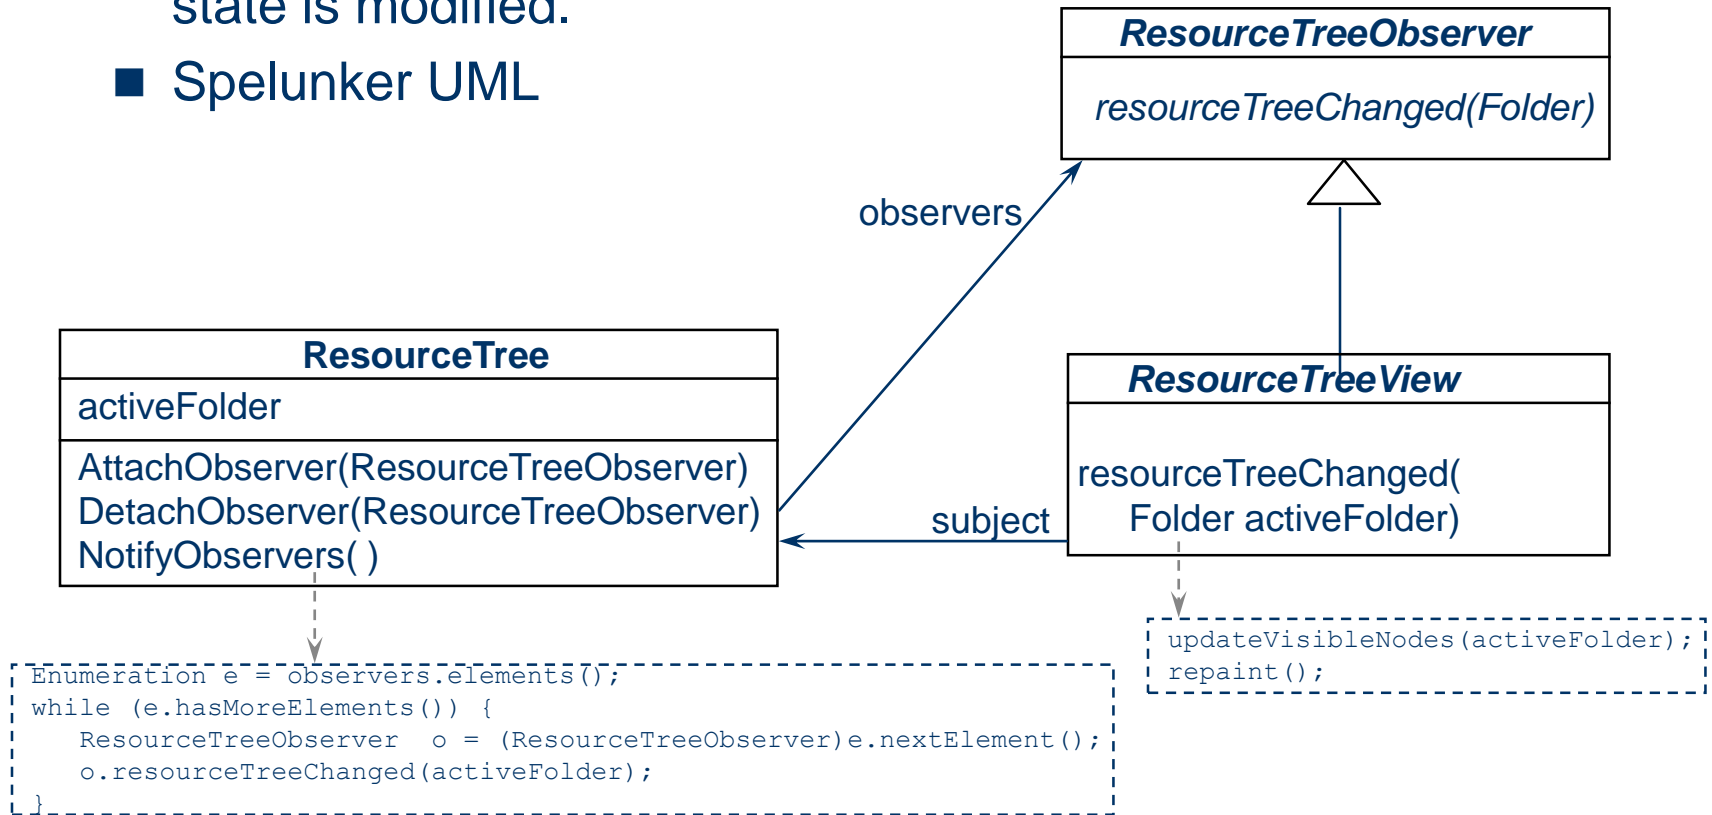 state is modified.
■ Spelunker UML
ResourceTreeObserver
resourceTreeChanged(Folder)
observers
ResourceTree
activeFolder
AttachObserver(ResourceTreeObserver)
DetachObserver(ResourceTreeObserver)
NotifyObservers( )
subject
ResourceTreeView
resourceTreeChanged(
Folder activeFolder)
updateVisibleNodes(activeFolder);
repaint();
Enumeration e = observers.elements();
while (e.hasMoreElements()) {
   ResourceTreeObserver  o = (ResourceTreeObserver)e.nextElement();
   o.resourceTreeChanged(activeFolder);
}